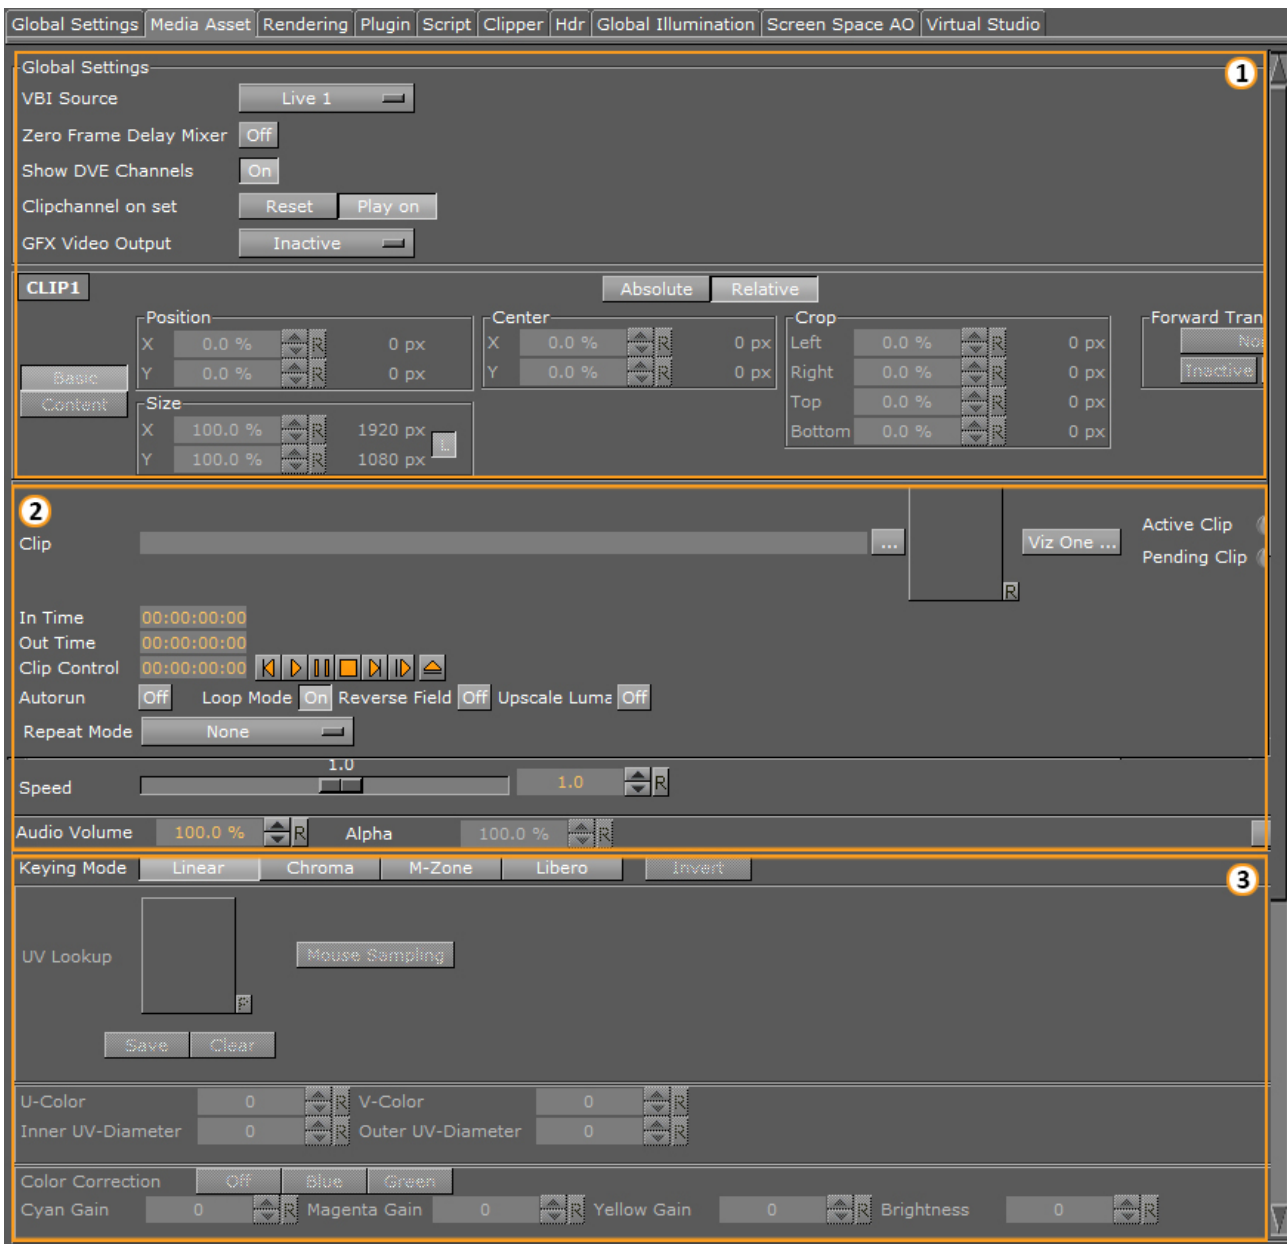 Global Settings Media Asset Rendering Plugin Script Clipper Hdr Global Illumination Screen Space AO Virtual Studio
Global Settings
1
VBI Source Live 1
Zero Frame Delay Mixer Off
Show DVE Channels On
Clipchannel on set Reset Play on
GFX Video Output Inactive
CLIP1 Absolute Relative
Position Center Crop Forward Tran
X 0.0 % R 0 px X 0.0 % R 0 px Left 0.0 % R 0 px No
Y 0.0 % R 0 px Y 0.0 % R 0 px Right 0.0 % R 0 px Inactive
Basic
Content
Size Top 0.0 % R 0 px
X 100.0 % R 1920 px L Bottom 0.0 % R 0 px
Y 100.0 % R 1080 px
2
Clip ... R Viz One ... Active Clip
Pending Clip
In Time 00:00:00:00
Out Time 00:00:00:00
Clip Control 00:00:00:00
Autorun Off Loop Mode On Reverse Field Off Upscale Luma Off
Repeat Mode None
1.0
Speed 1.0 R
Audio Volume 100.0 % R Alpha 100.0 % R
Keying Mode Linear Chroma M-Zone Libero Invert
3
UV Lookup Mouse Sampling
Save Clear
U-Color 0 R V-Color 0 R
Inner UV-Diameter 0 R Outer UV-Diameter 0 R
Color Correction Off Blue Green
Cyan Gain 0 R Magenta Gain 0 R Yellow Gain 0 R Brightness 0 R